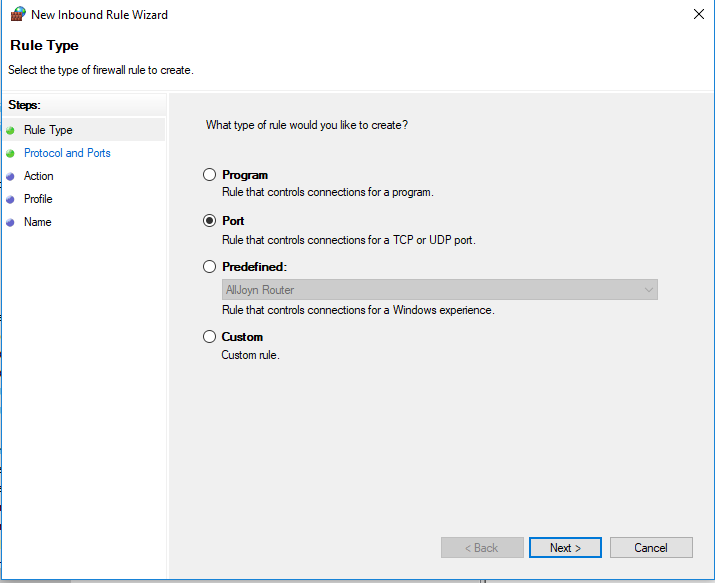 New Inbound Rule Wizard
Rule Type
Select the type of firewall rule to create.
Steps:
Rule Type
Protocol and Ports
Action
Profile
Name
What type of rule would you like to create?
Program
Rule that controls connections for a program.
Port
Rule that controls connections for a TCP or UDP port.
Predefined:
AllJoyn Router
Rule that controls connections for a Windows experience.
Custom
Custom rule.
< Back
Next >
Cancel